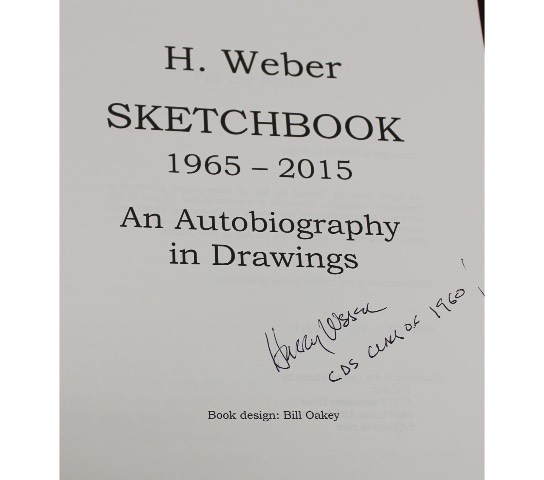 H. Weber
SKETCHBOOK
1965 – 2015
An Autobiography
in Drawings
Harry Weber
CDS CLASS OF 1960!
Book design: Bill Oakey